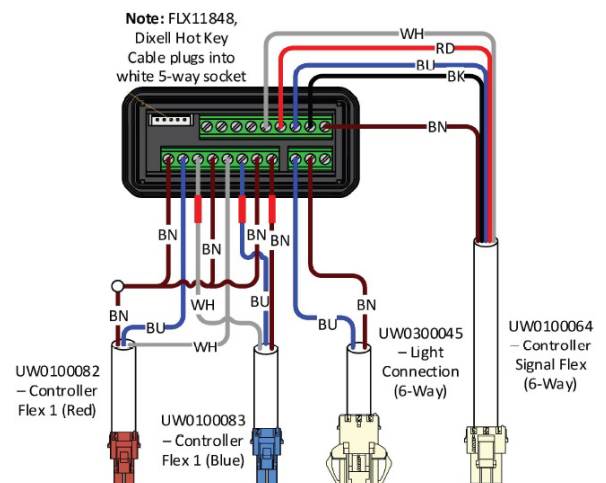 Note: FLX11848,
Dixell Hot Key
Cable plugs into
white 5-way socket
WH
RD
BU
BK
BN
BN
BN
BN
BN
WH
BU
BN
BU
WH
BU
BN
UW0100082
– Controller
Flex 1 (Red)
UW0100083
– Controller
Flex 1 (Blue)
UW0300045
– Light
Connection
(6-Way)
UW0100064
– Controller
Signal Flex
(6-Way)